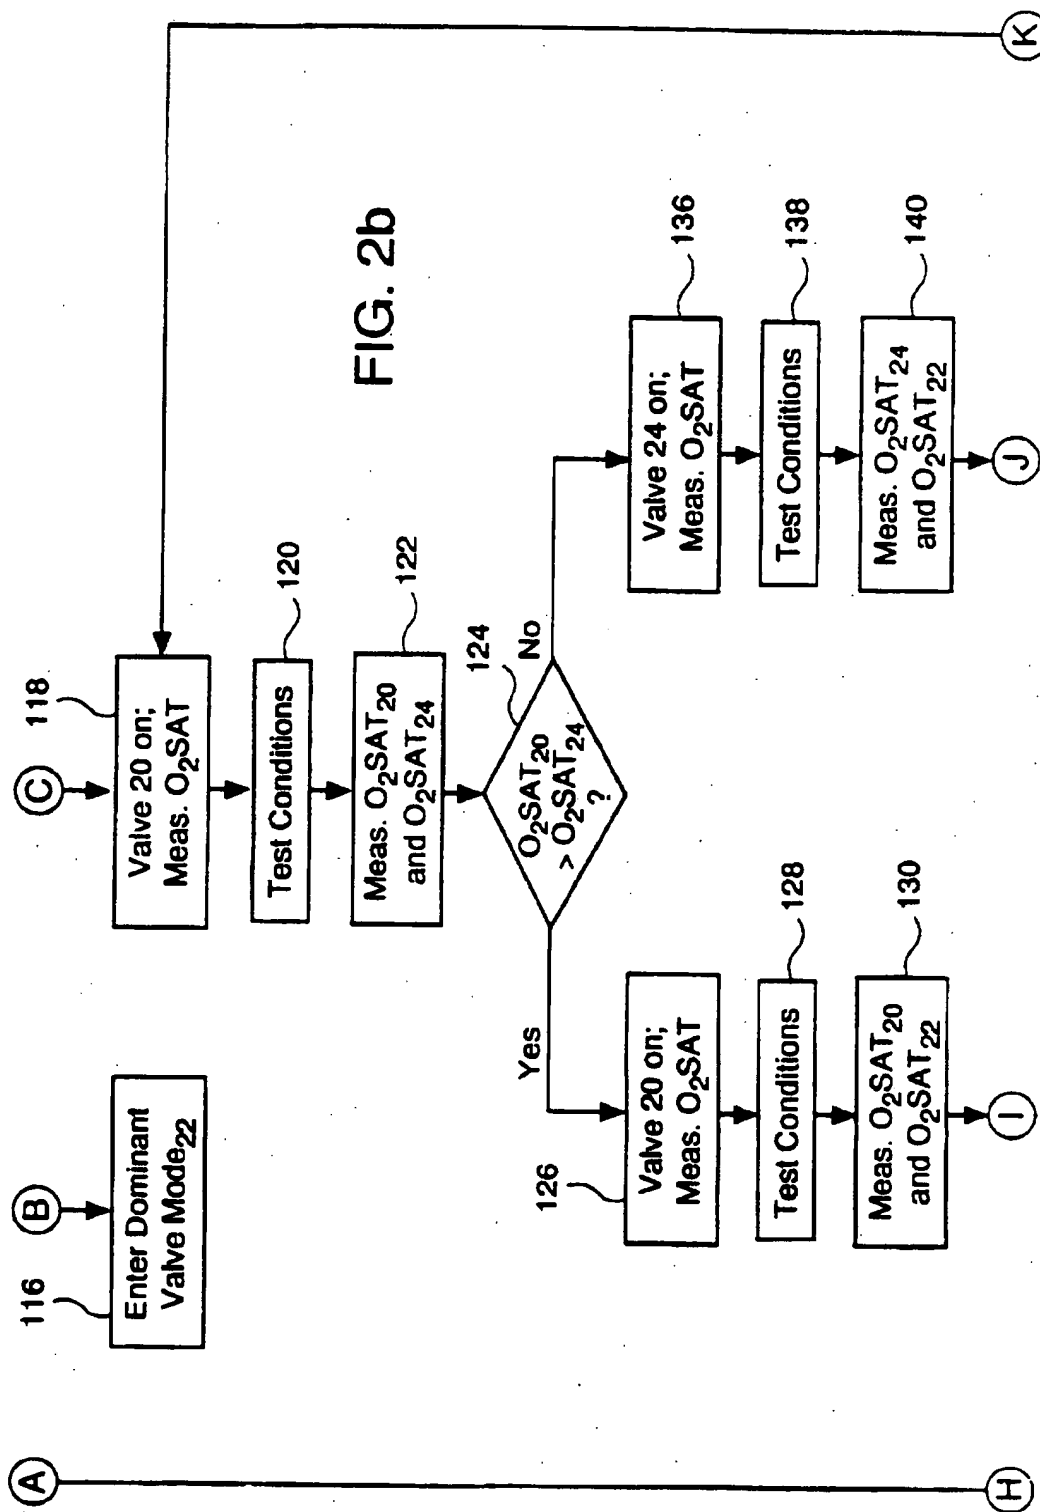 A
B
116
Enter Dominant
Valve Mode22
C
118
Valve 20 on;
Meas. O2SAT
120
Test Conditions
122
Meas. O2SAT20
and O2SAT24
124
O2SAT20
> O2SAT24
?
Yes
No
FIG. 2b
126
Valve 20 on;
Meas. O2SAT
128
Test Conditions
130
Meas. O2SAT20
and O2SAT22
136
Valve 24 on;
Meas. O2SAT
138
Test Conditions
140
Meas. O2SAT24
and O2SAT22
H
I
J
K